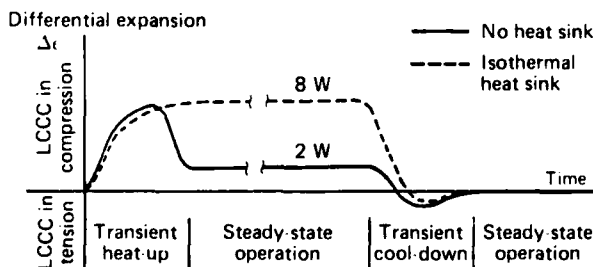 Differential expansion
Δε
LCCC in
compression
LCCC in
tension
No heat sink
Isothermal
heat sink
8 W
2 W
Time
Transient
heat-up
Steady-state
operation
Transient
cool-down
Steady-state
operation